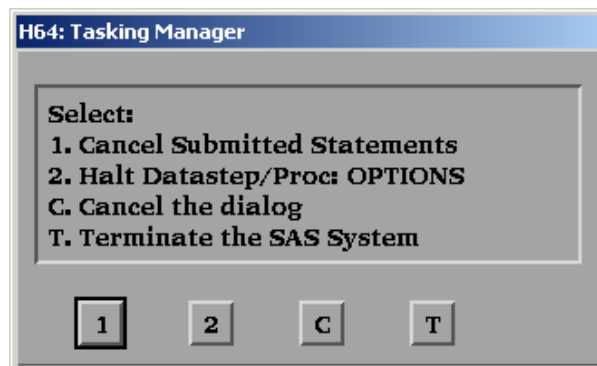 H64: Tasking Manager
Select:
1. Cancel Submitted Statements
2. Halt Datastep/Proc: OPTIONS
C. Cancel the dialog
T. Terminate the SAS System
1 2 C T